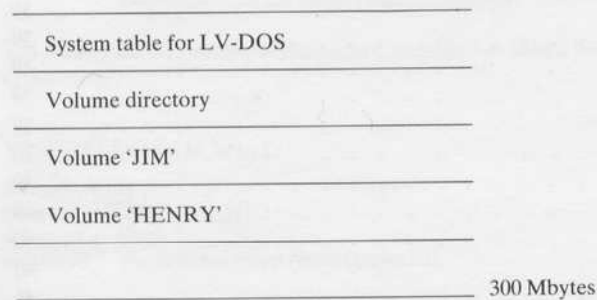 System table for LV-DOS
Volume directory
Volume 'JIM'
Volume 'HENRY'
300 Mbytes